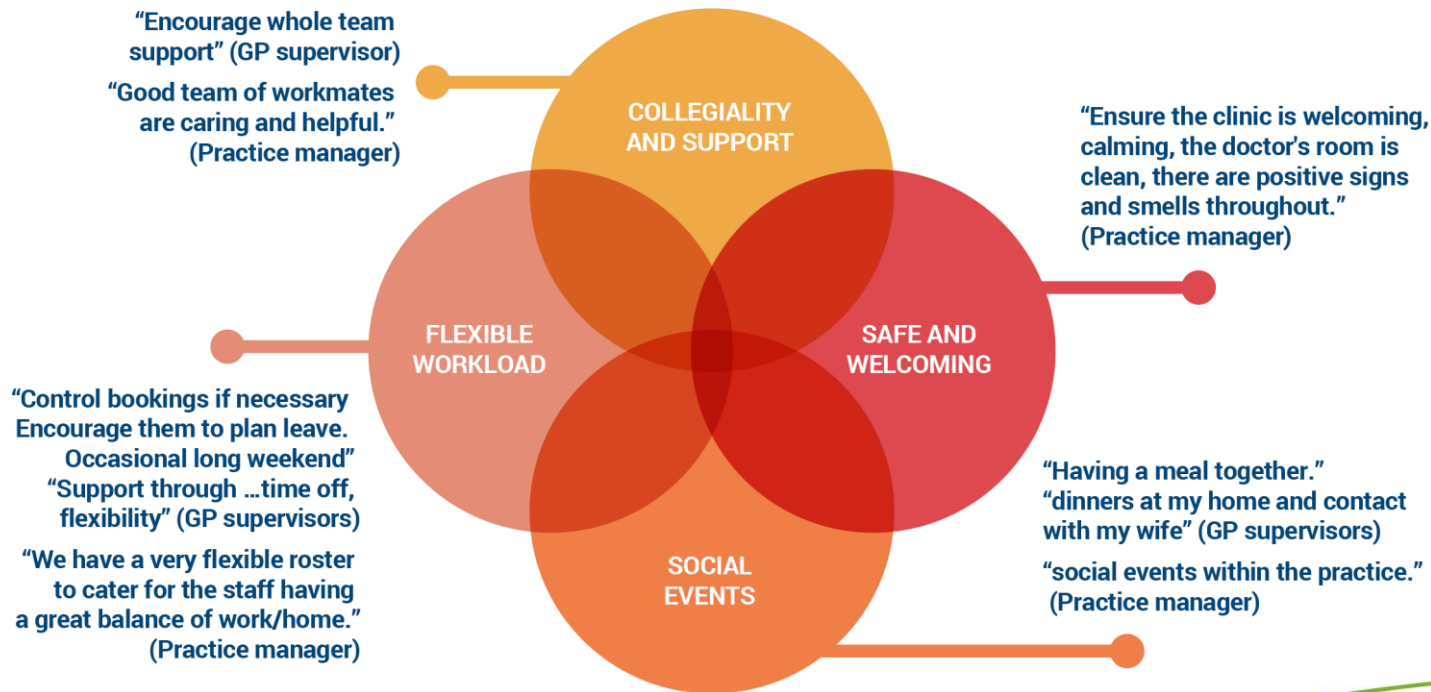 “Encourage whole team
support” (GP supervisor)
“Good team of workmates
are caring and helpful.”
(Practice manager)
COLLEGIALITY
AND SUPPORT
“Ensure the clinic is welcoming,
calming, the doctor's room is
clean, there are positive signs
and smells throughout.”
(Practice manager)
FLEXIBLE
WORKLOAD
SAFE AND
WELCOMING
“Control bookings if necessary
Encourage them to plan leave.
Occasional long weekend”
“Support through ...time off,
flexibility” (GP supervisors)
“We have a very flexible roster
to cater for the staff having
a great balance of work/home.”
(Practice manager)
SOCIAL
EVENTS
“Having a meal together.”
“dinners at my home and contact
with my wife” (GP supervisors)
“social events within the practice.”
(Practice manager)